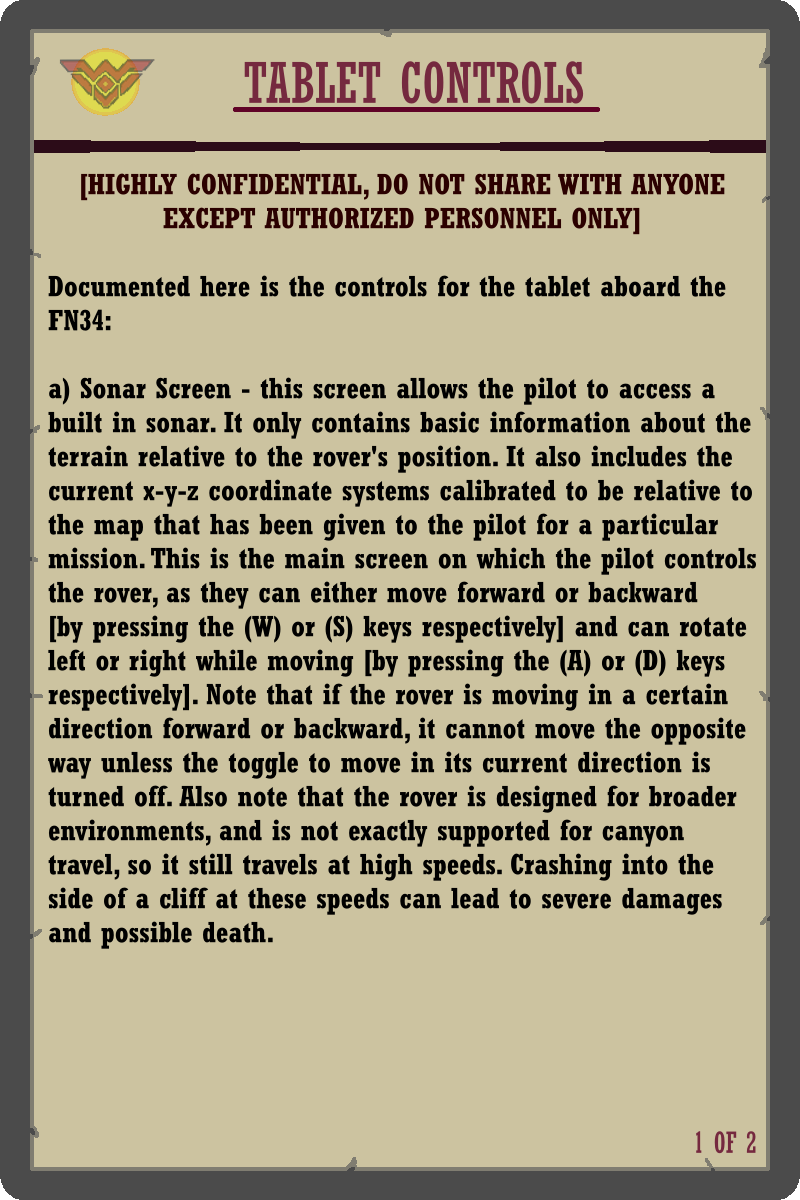 TABLET CONTROLS
[HIGHLY CONFIDENTIAL, DO NOT SHARE WITH ANYONE
EXCEPT AUTHORIZED PERSONNEL ONLY]
Documented here is the controls for the tablet aboard the
FN34:
a) Sonar Screen - this screen allows the pilot to access a
built in sonar. It only contains basic information about the
terrain relative to the rover's position. It also includes the
current x-y-z coordinate systems calibrated to be relative to
the map that has been given to the pilot for a particular
mission. This is the main screen on which the pilot controls
the rover, as they can either move forward or backward
[by pressing the (W) or (S) keys respectively] and can rotate
left or right while moving [by pressing the (A) or (D) keys
respectively]. Note that if the rover is moving in a certain
direction forward or backward, it cannot move the opposite
way unless the toggle to move in its current direction is
turned off. Also note that the rover is designed for broader
environments, and is not exactly supported for canyon
travel, so it still travels at high speeds. Crashing into the
side of a cliff at these speeds can lead to severe damages
and possible death.
1 OF 2